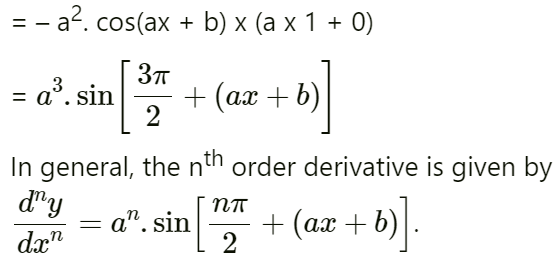 = – a². cos(ax + b) x (a x 1 + 0)
= a³. sin[3π/2 + (ax + b)]
In general, the nᵗʰ order derivative is given by
dⁿy/dxⁿ = aⁿ. sin[nπ/2 + (ax + b)].